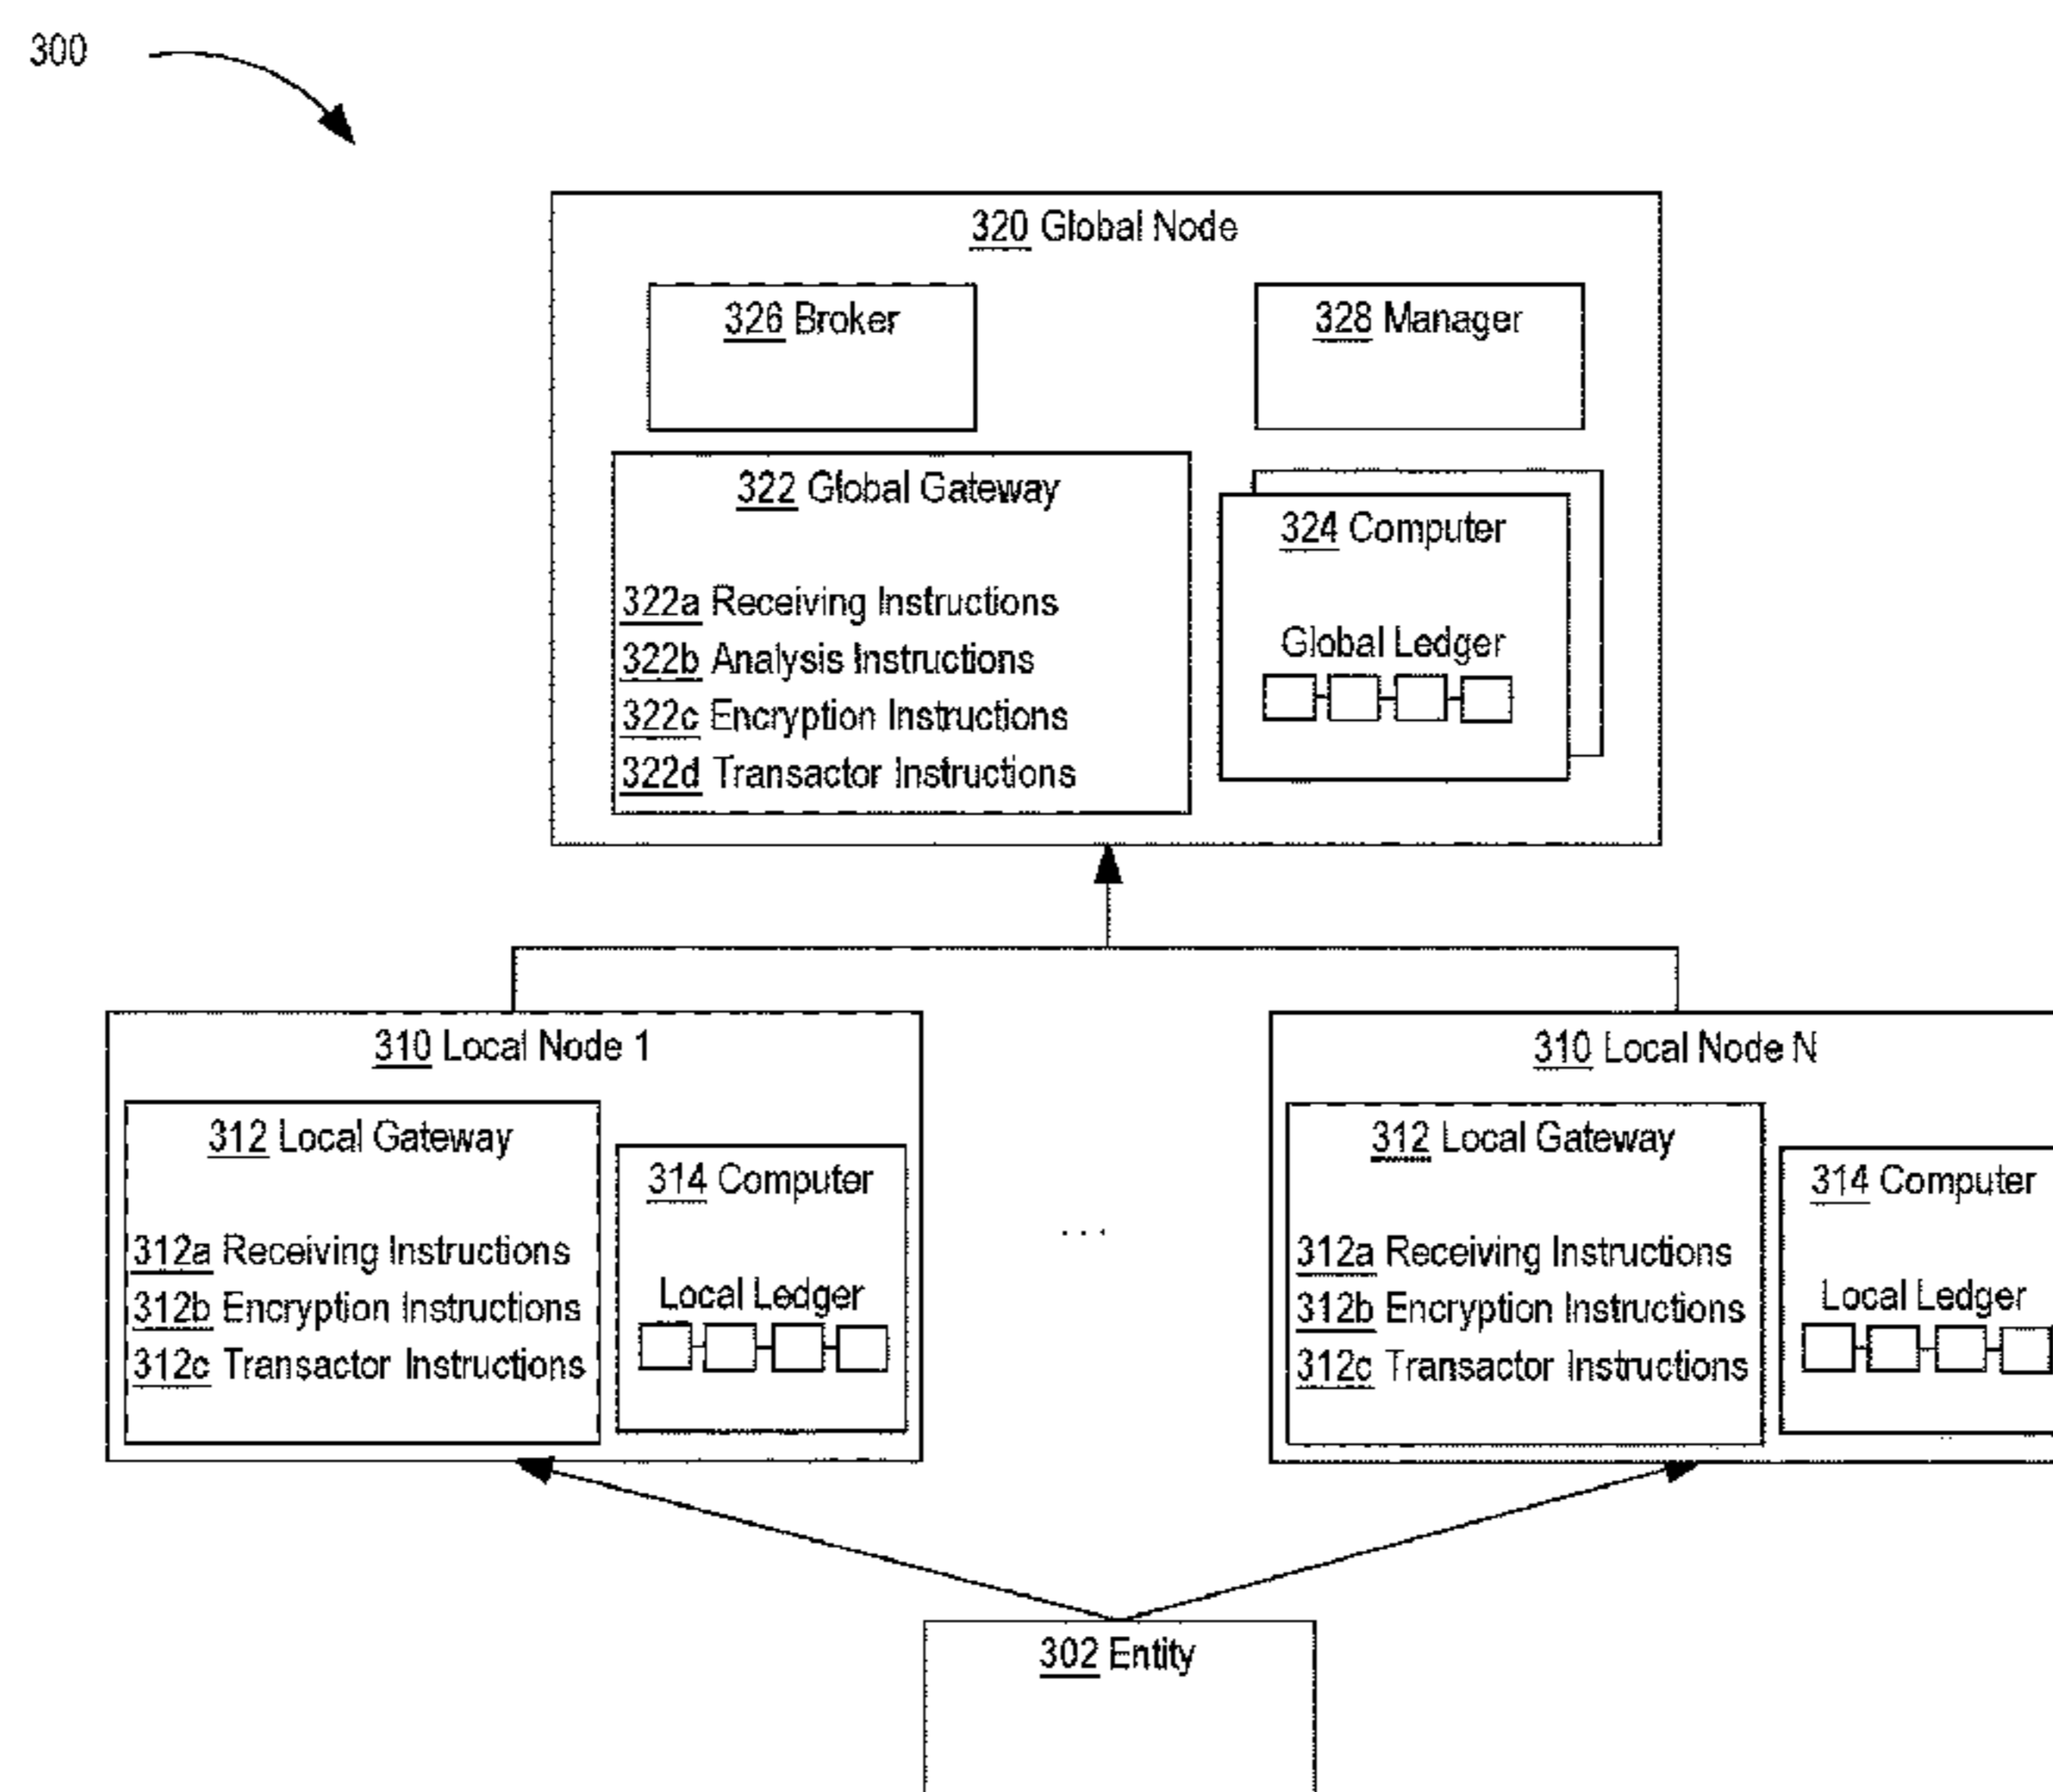 300
320 Global Node
326 Broker
328 Manager
322 Global Gateway
322a Receiving Instructions
322b Analysis Instructions
322c Encryption Instructions
322d Transactor Instructions
324 Computer
Global Ledger
310 Local Node 1
312 Local Gateway
312a Receiving Instructions
312b Encryption Instructions
312c Transactor Instructions
314 Computer
Local Ledger
...
310 Local Node N
312 Local Gateway
312a Receiving Instructions
312b Encryption Instructions
312c Transactor Instructions
314 Computer
Local Ledger
302 Entity